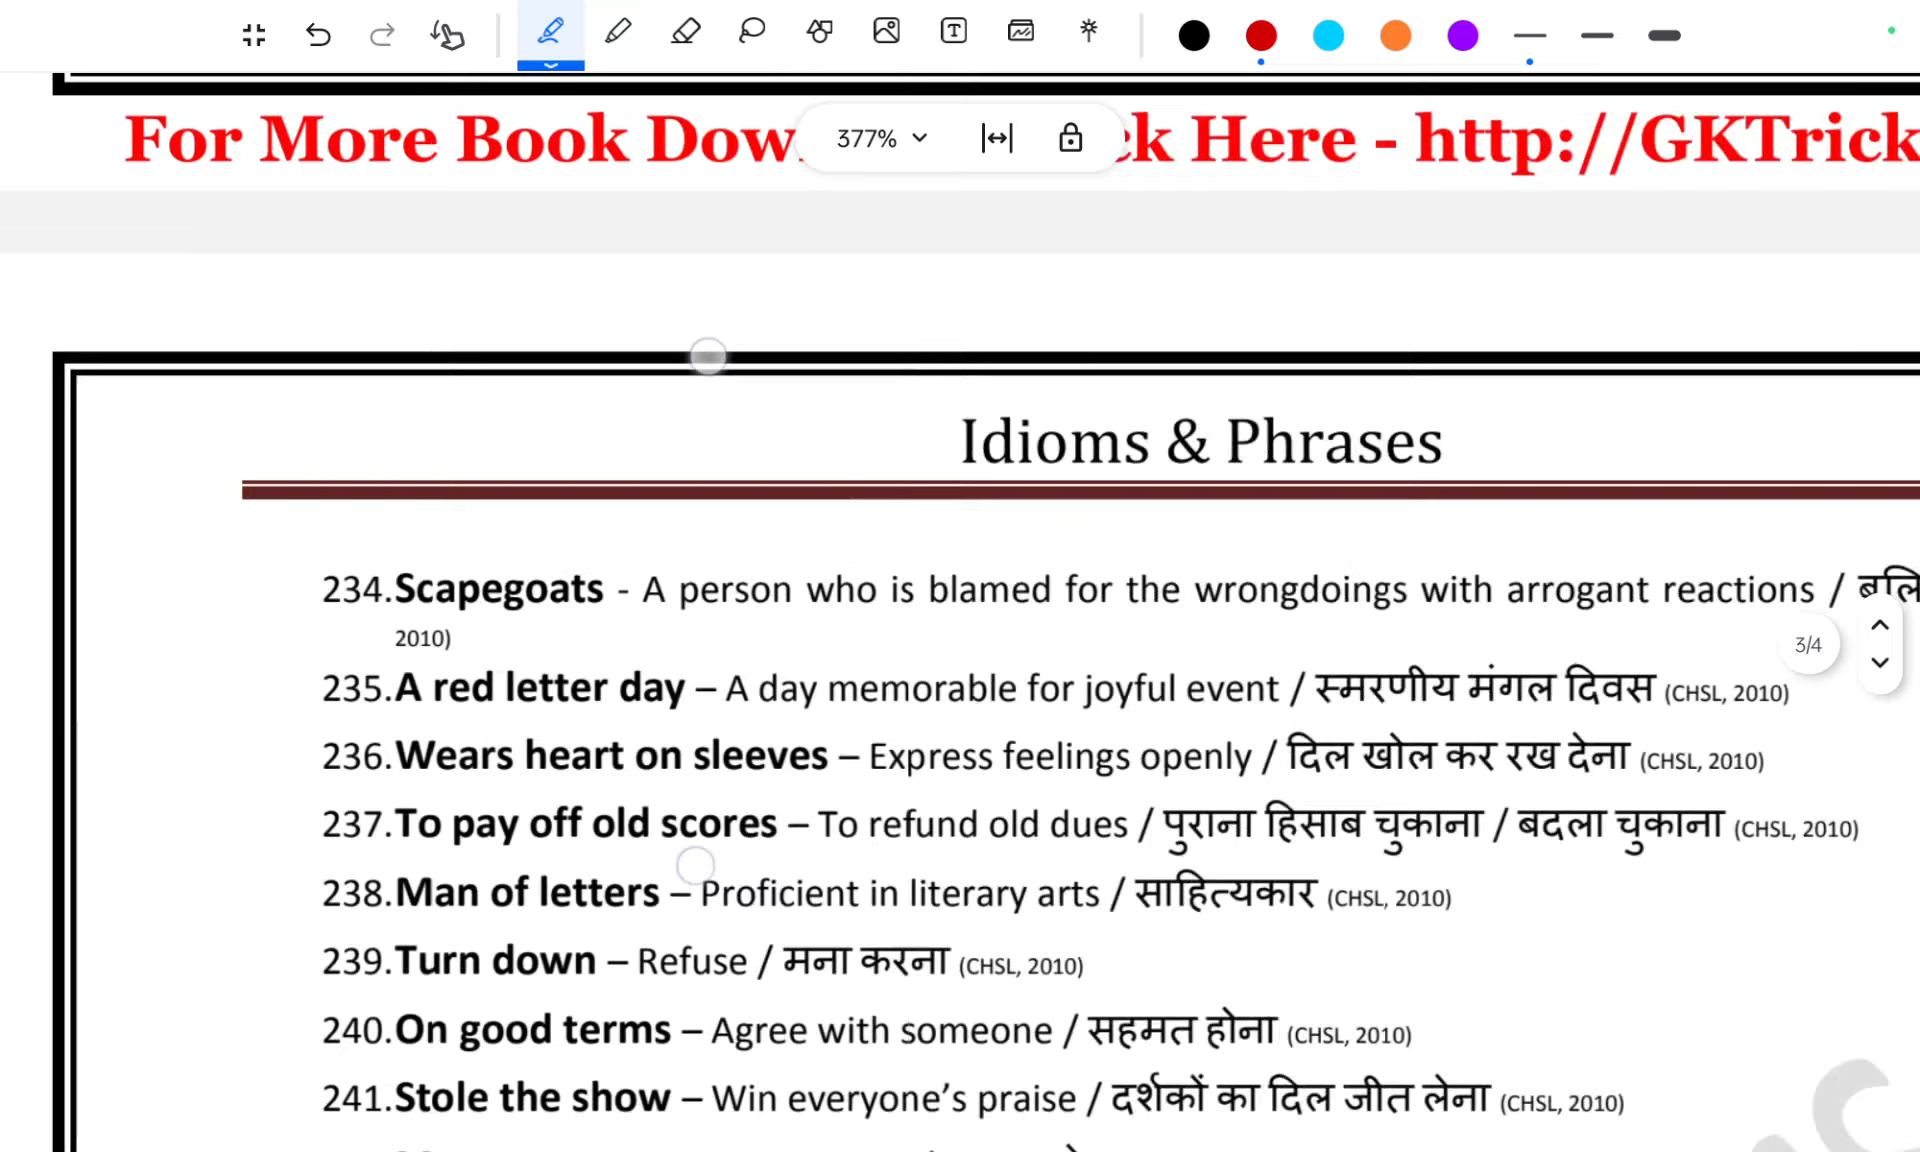 377%
For More Book Dow ck Here - http://GKTrick
Idioms & Phrases
234.Scapegoats - A person who is blamed for the wrongdoings with arrogant reactions / बलि
2010)
3/4
235.A red letter day – A day memorable for joyful event / स्मरणीय मंगल दिवस (CHSL, 2010)
236.Wears heart on sleeves – Express feelings openly / दिल खोल कर रख देना (CHSL, 2010)
237.To pay off old scores – To refund old dues / पुराना हिसाब चुकाना / बदला चुकाना (CHSL, 2010)
238.Man of letters – Proficient in literary arts / साहित्यकार (CHSL, 2010)
239.Turn down – Refuse / मना करना (CHSL, 2010)
240.On good terms – Agree with someone / सहमत होना (CHSL, 2010)
241.Stole the show – Win everyone’s praise / दर्शकों का दिल जीत लेना (CHSL, 2010)